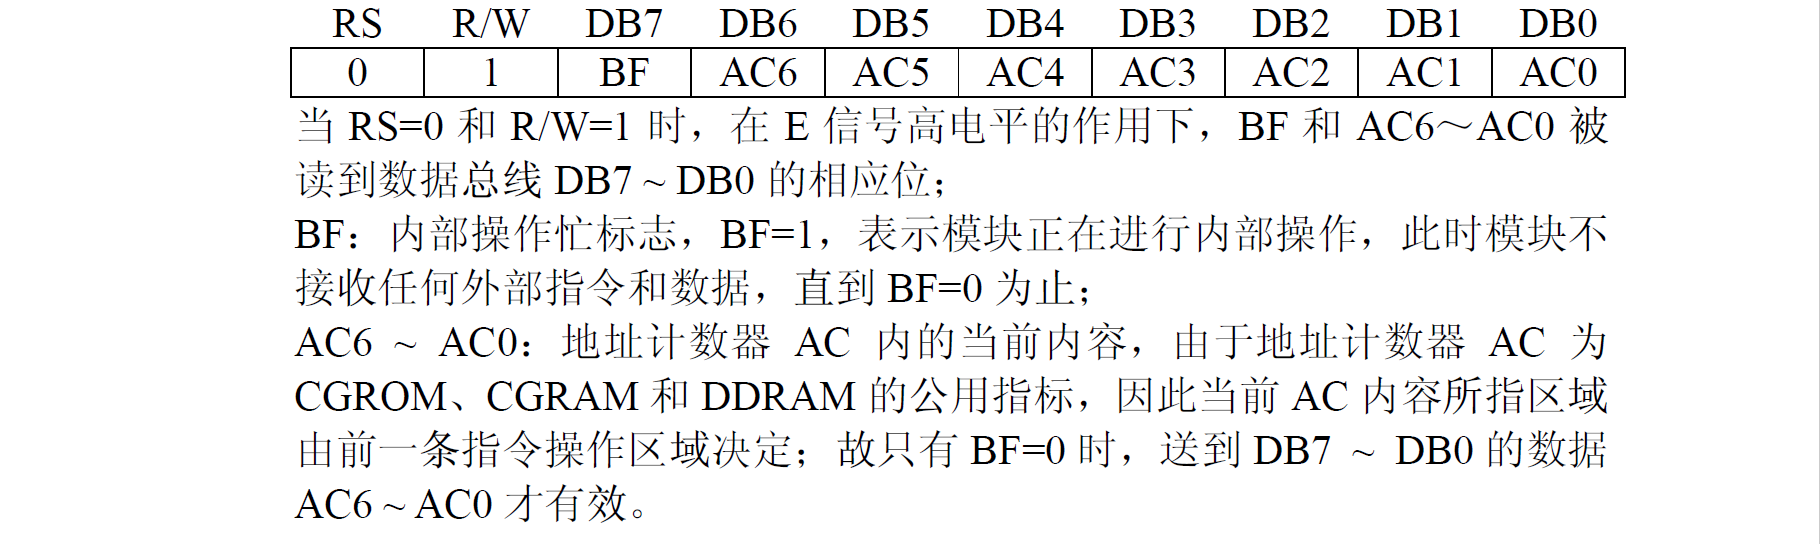 RS R/W DB7 DB6 DB5 DB4 DB3 DB2 DB1 DB0
0 1 BF AC6 AC5 AC4 AC3 AC2 AC1 AC0
当 RS=0 和 R/W=1 时，在 E 信号高电平的作用下，BF 和 AC6～AC0 被
读到数据总线 DB7 ~ DB0 的相应位；
BF：内部操作忙标志，BF=1，表示模块正在进行内部操作，此时模块不
接收任何外部指令和数据，直到 BF=0 为止；
AC6 ~ AC0：地址计数器 AC 内的当前内容，由于地址计数器 AC 为
CGROM、CGRAM 和 DDRAM 的公用指标，因此当前 AC 内容所指区域
由前一条指令操作区域决定；故只有 BF=0 时，送到 DB7 ~ DB0 的数据
AC6 ~ AC0 才有效。